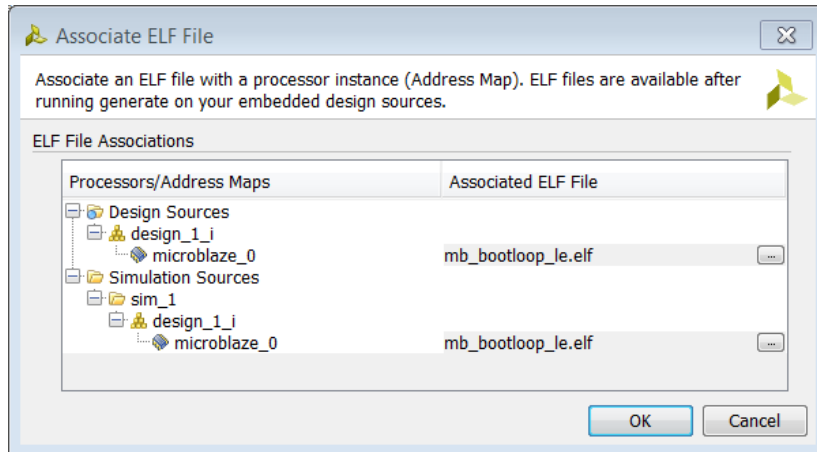 Associate ELF File
Associate an ELF file with a processor instance (Address Map). ELF files are available after
running generate on your embedded design sources.
ELF File Associations
Processors/Address Maps Associated ELF File
Design Sources
design_1_i
microblaze_0 mb_bootloop_le.elf ...
Simulation Sources
sim_1
design_1_i
microblaze_0 mb_bootloop_le.elf ...
OK Cancel